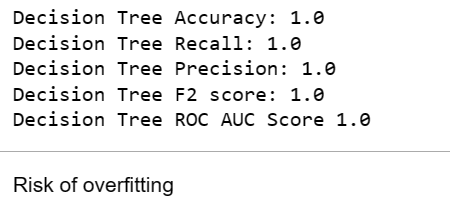 Decision Tree Accuracy: 1.0
Decision Tree Recall: 1.0
Decision Tree Precision: 1.0
Decision Tree F2 score: 1.0
Decision Tree ROC AUC Score 1.0
Risk of overfitting